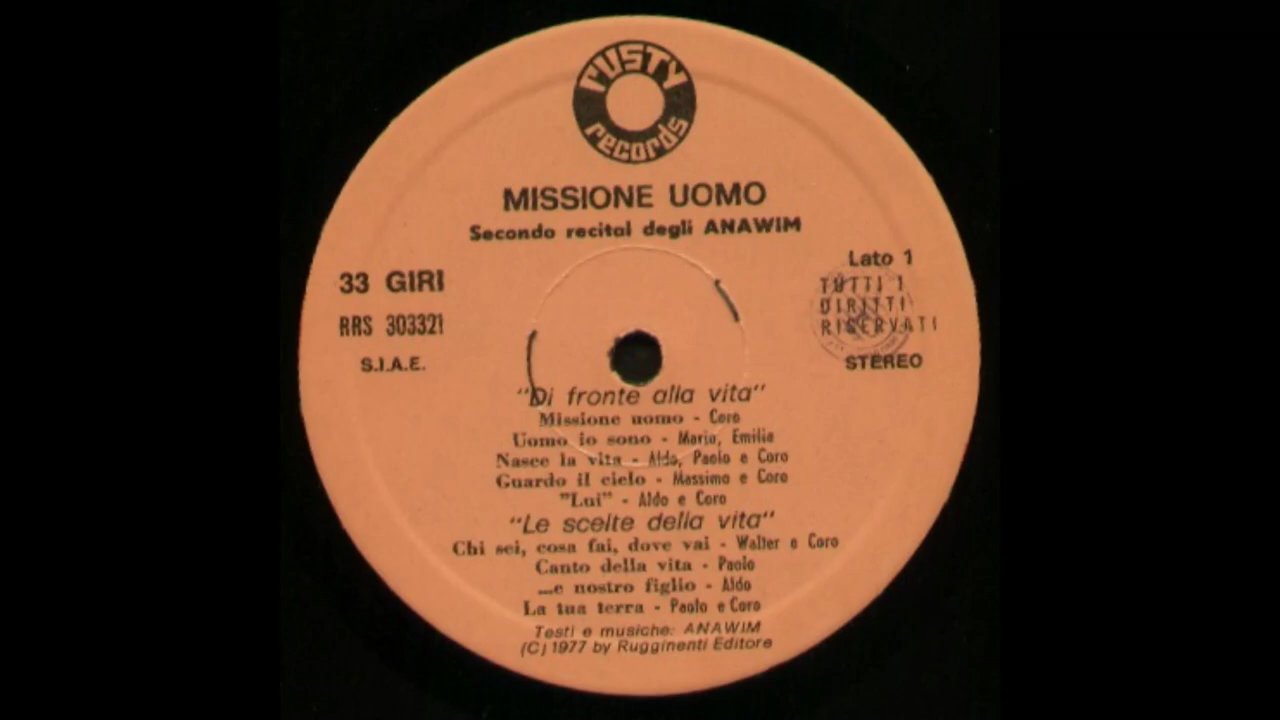 rusty
records
MISSIONE UOMO
Secondo recital degli ANAWIM
Lato 1
33 GIRI
TUTTI I
DIRITTI
RISERVATI
RRS 303321
S.I.A.E.
STEREO
"Di fronte alla vita"
Missione uomo - Coro
Uomo io sono - Mario, Emilia
Nasce la vita - Aldo, Paolo e Coro
Guardo il cielo - Massimo e Coro
"Lui" - Aldo e Coro
"Le scelte della vita"
Chi sei, cosa fai, dove vai - Walter e Coro
Canto della vita - Paolo
...e nostro figlio - Aldo
La tua terra - Paolo e Coro
Testi e musiche: ANAWIM
(C) 1977 by Rugginenti Editore